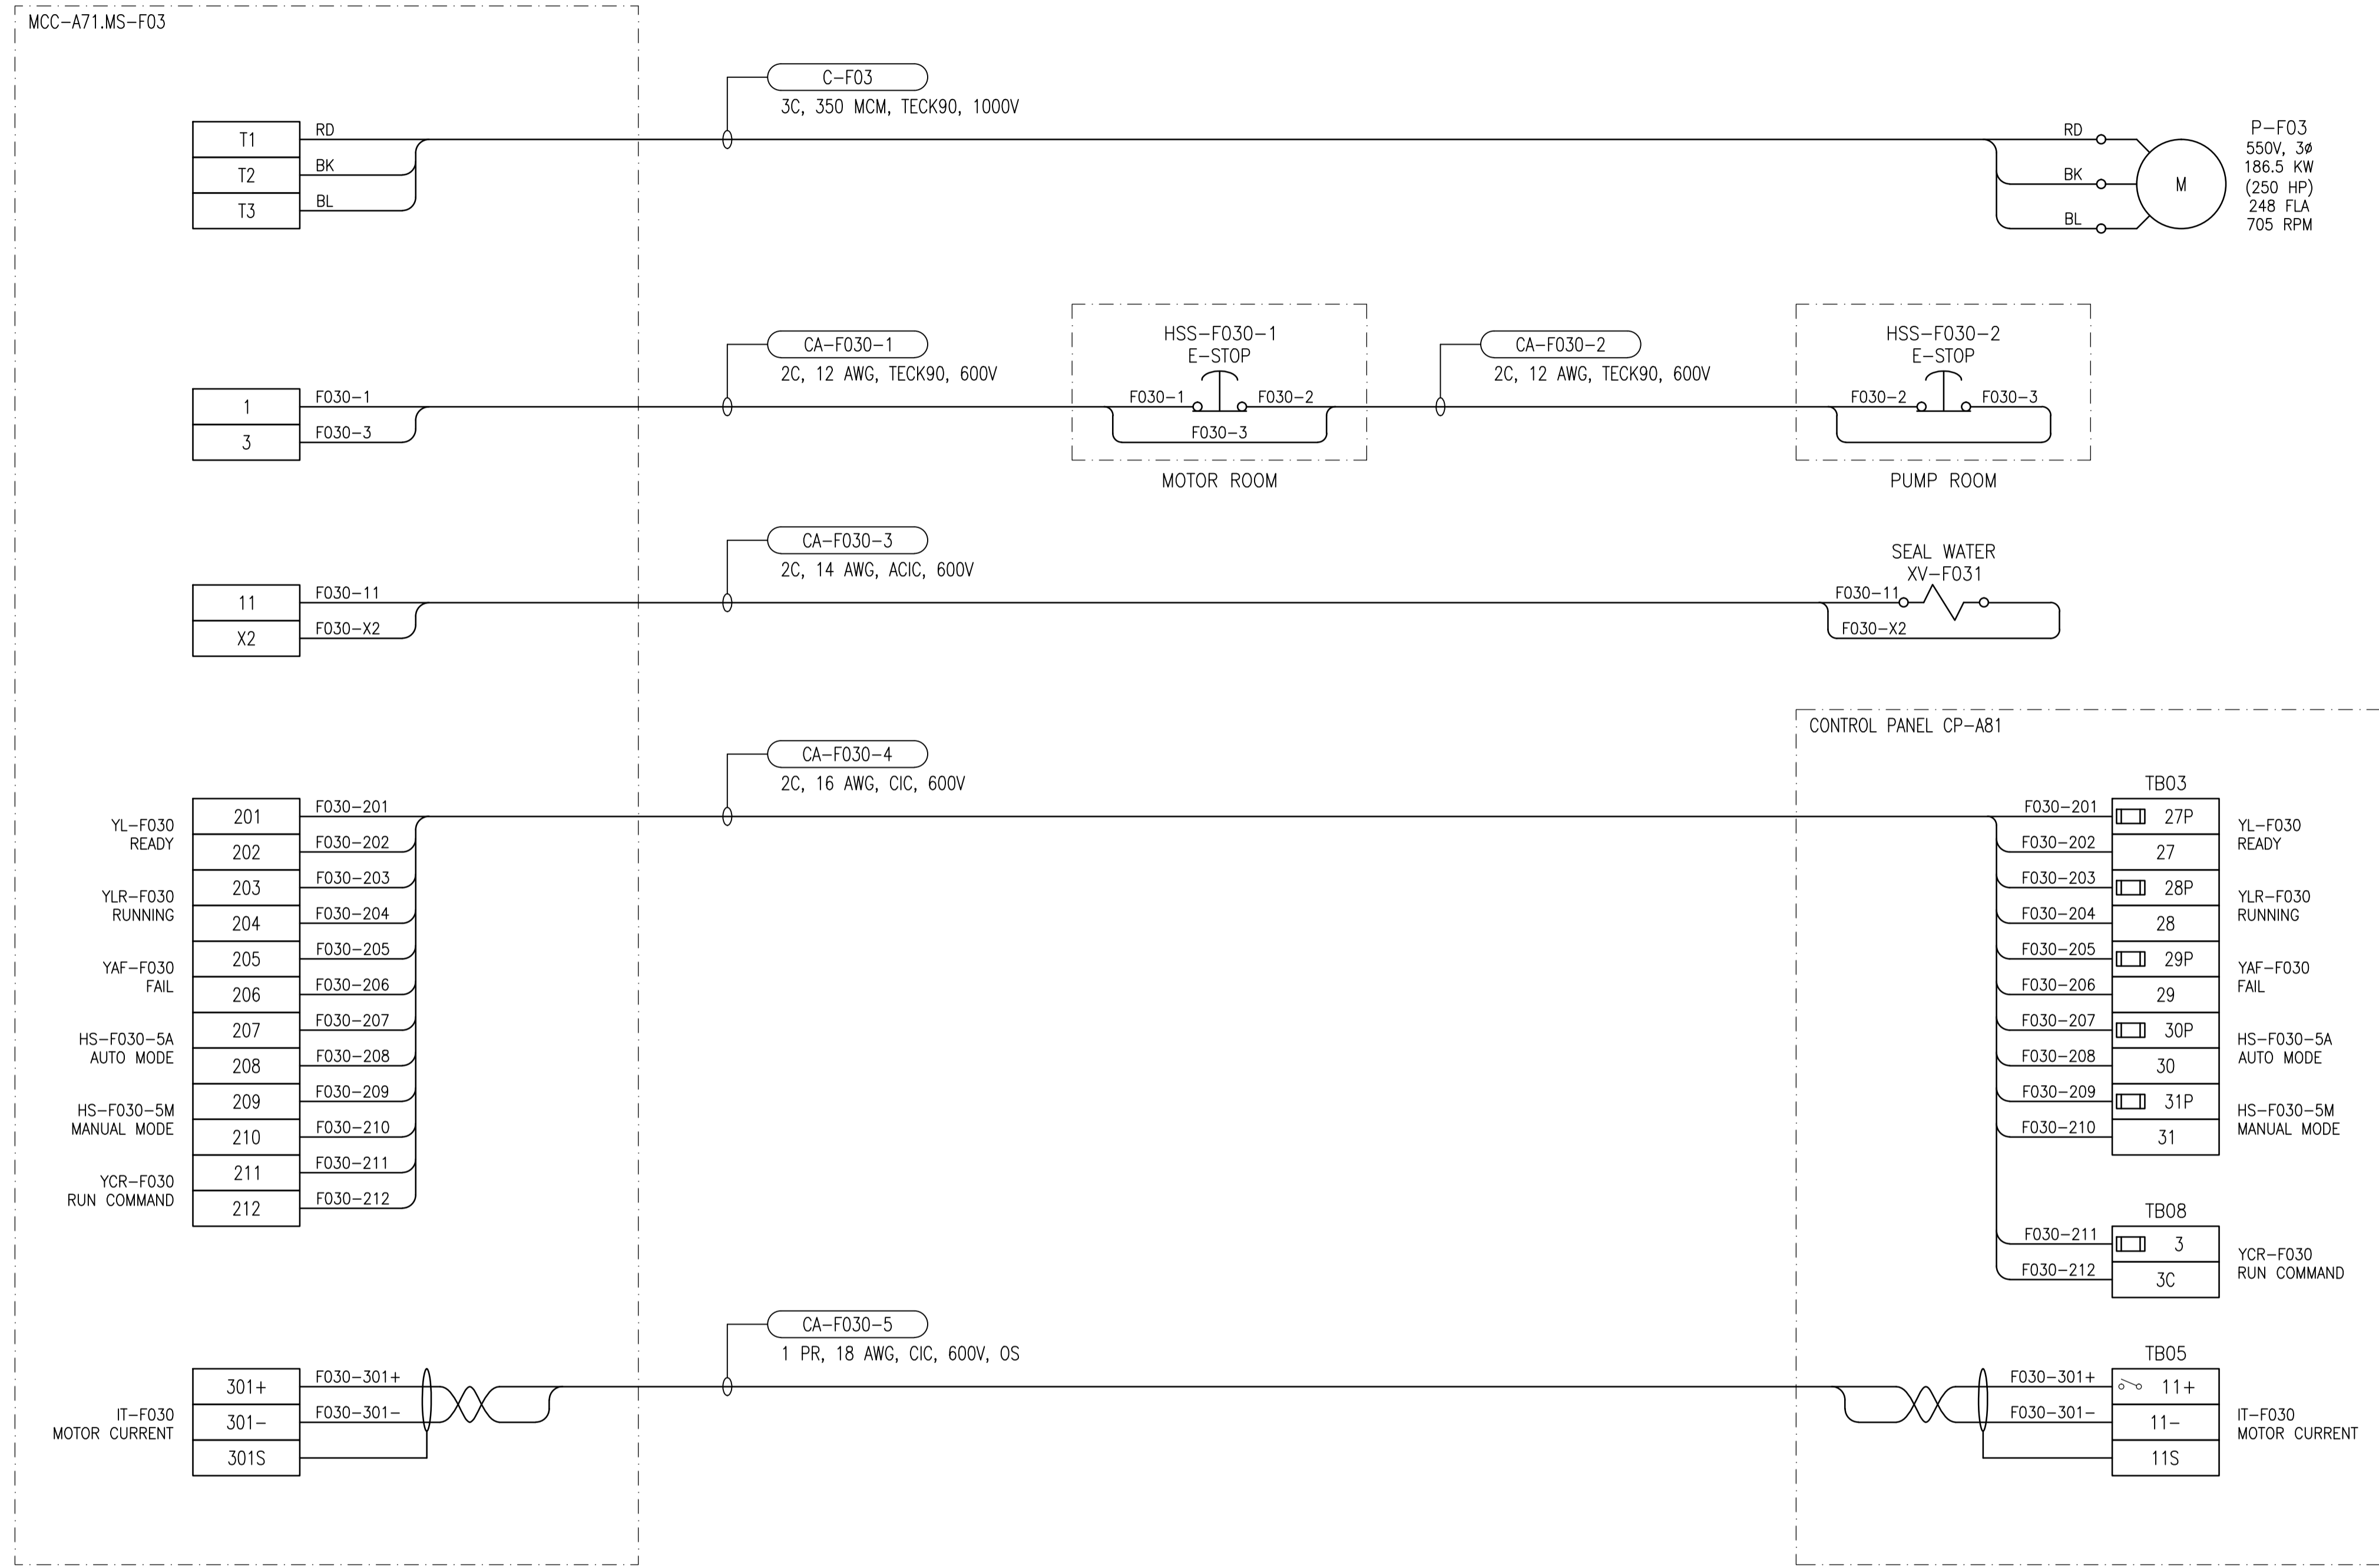 MCC-A71.MS-F03
C-F03
3C, 350 MCM, TECK90, 1000V
T1
RD
T2
BK
T3
BL
RD
BK
BL
M
P-F03
550V, 3ø
186.5 KW
(250 HP)
248 FLA
705 RPM
CA-F030-1
2C, 12 AWG, TECK90, 600V
HSS-F030-1
E-STOP
CA-F030-2
2C, 12 AWG, TECK90, 600V
HSS-F030-2
E-STOP
1
F030-1
3
F030-3
F030-1
F030-2
F030-3
MOTOR ROOM
F030-2
F030-3
PUMP ROOM
CA-F030-3
2C, 14 AWG, ACIC, 600V
SEAL WATER
XV-F031
11
F030-11
X2
F030-X2
F030-11
F030-X2
CONTROL PANEL CP-A81
CA-F030-4
2C, 16 AWG, CIC, 600V
YL-F030
READY
YLR-F030
RUNNING
YAF-F030
FAIL
HS-F030-5A
AUTO MODE
HS-F030-5M
MANUAL MODE
YCR-F030
RUN COMMAND
201
F030-201
202
F030-202
203
F030-203
204
F030-204
205
F030-205
206
F030-206
207
F030-207
208
F030-208
209
F030-209
210
F030-210
211
F030-211
212
F030-212
TB03
F030-201
27P
F030-202
27
F030-203
28P
F030-204
28
F030-205
29P
F030-206
29
F030-207
30P
F030-208
30
F030-209
31P
F030-210
31
YL-F030
READY
YLR-F030
RUNNING
YAF-F030
FAIL
HS-F030-5A
AUTO MODE
HS-F030-5M
MANUAL MODE
TB08
F030-211
3
F030-212
3C
YCR-F030
RUN COMMAND
CA-F030-5
1 PR, 18 AWG, CIC, 600V, OS
IT-F030
MOTOR CURRENT
301+
F030-301+
301-
F030-301-
301S
TB05
F030-301+
11+
F030-301-
11-
11S
IT-F030
MOTOR CURRENT